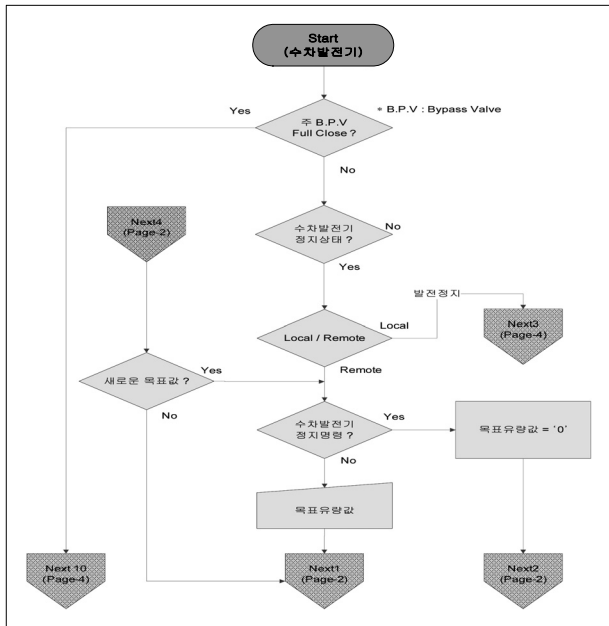 Start
(수차발전기)
Yes
* B.P.V : Bypass Valve
주 B.P.V
Full Close ?
No
Next4
(Page-2)
수차발전기
정지상태 ?
No
Yes
발전정지
Local / Remote
Local
Next3
(Page-4)
Remote
새로운 목표값 ?
Yes
No
수차발전기
정지명령 ?
Yes
목표유량값 = '0'
No
목표유량값
Next 10
(Page-4)
Next1
(Page-2)
Next2
(Page-2)